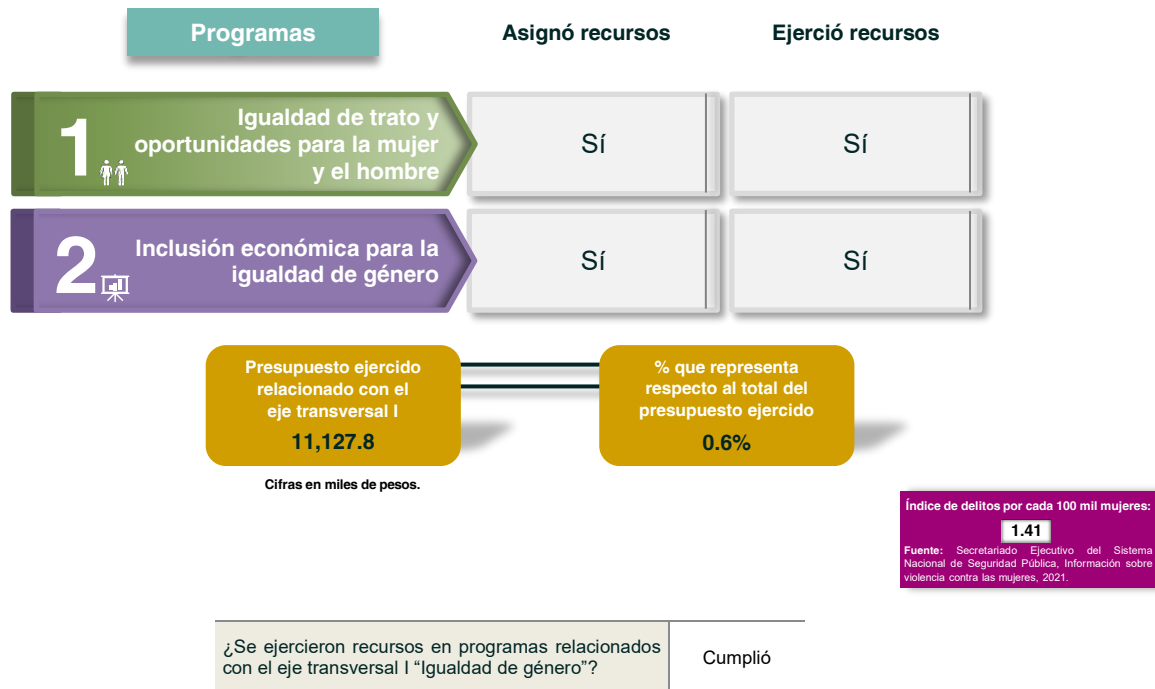 Programas
Asignó recursos
Ejerció recursos
1
Igualdad de trato y
oportunidades para la mujer
y el hombre
Sí
Sí
2
Inclusión económica para la
igualdad de género
Sí
Sí
Presupuesto ejercido
relacionado con el
eje transversal I
11,127.8
% que representa
respecto al total del
presupuesto ejercido
0.6%
Cifras en miles de pesos.
Índice de delitos por cada 100 mil mujeres:
1.41
Fuente: Secretariado Ejecutivo del Sistema
Nacional de Seguridad Pública, Información sobre
violencia contra las mujeres, 2021.
¿Se ejercieron recursos en programas relacionados
con el eje transversal I “Igualdad de género”?
Cumplió